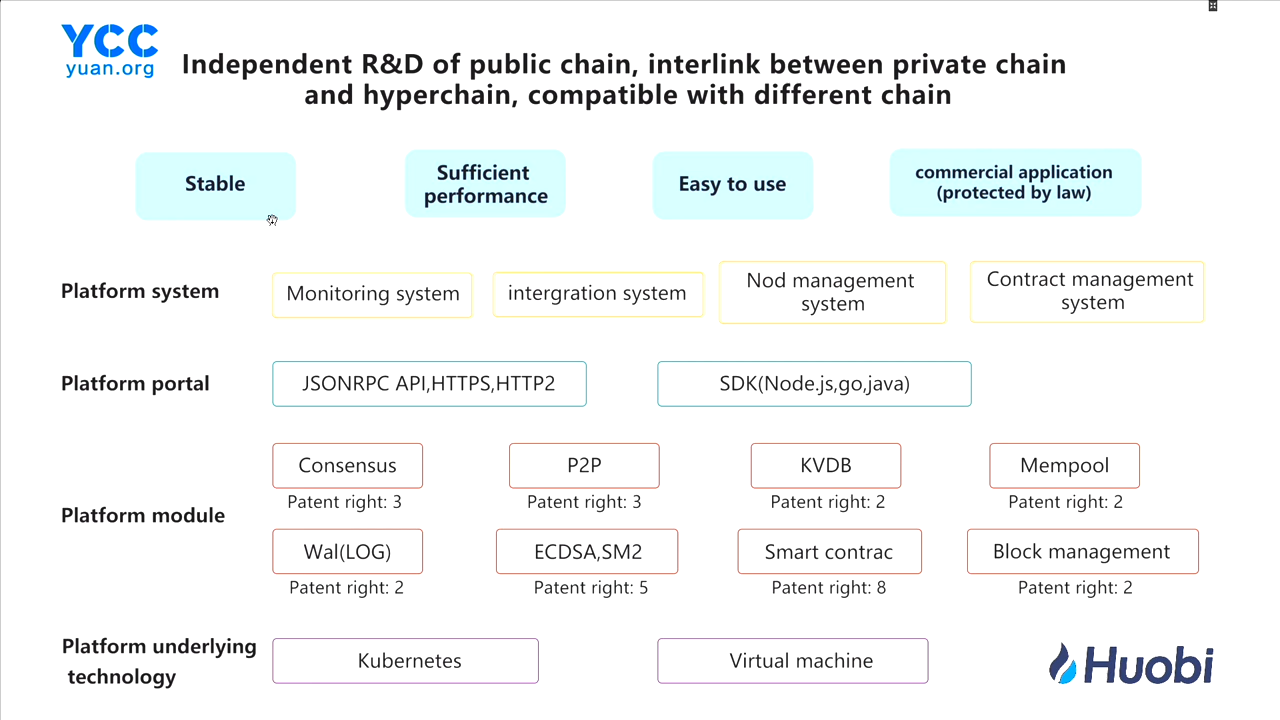 YCC
yuan.org
Independent R&D of public chain, interlink between private chain
and hyperchain, compatible with different chain
Stable
Sufficient
performance
Easy to use
commercial application
(protected by law)
Platform system
Monitoring system
intergration system
Nod management
system
Contract management
system
Platform portal
JSONRPC API,HTTPS,HTTP2
SDK(Node.js,go,java)
Platform module
Consensus
Patent right: 3
P2P
Patent right: 3
KVDB
Patent right: 2
Mempool
Patent right: 2
Wal(LOG)
Patent right: 2
ECDSA,SM2
Patent right: 5
Smart contrac
Patent right: 8
Block management
Patent right: 2
Platform underlying
technology
Kubernetes
Virtual machine
Huobi